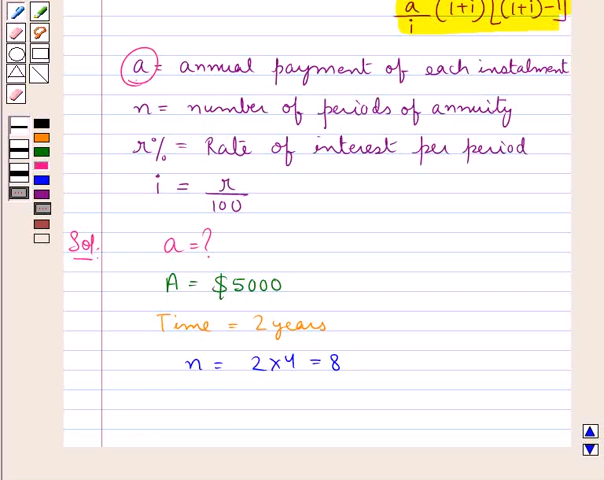 a/i (1+i) [(1+i)-1]
a = annual payment of each instalment
n = number of periods of annuity
r% = Rate of interest per period
i = r/100
Sol. a = ?
A = $5000
Time = 2 years
n = 2×4 = 8